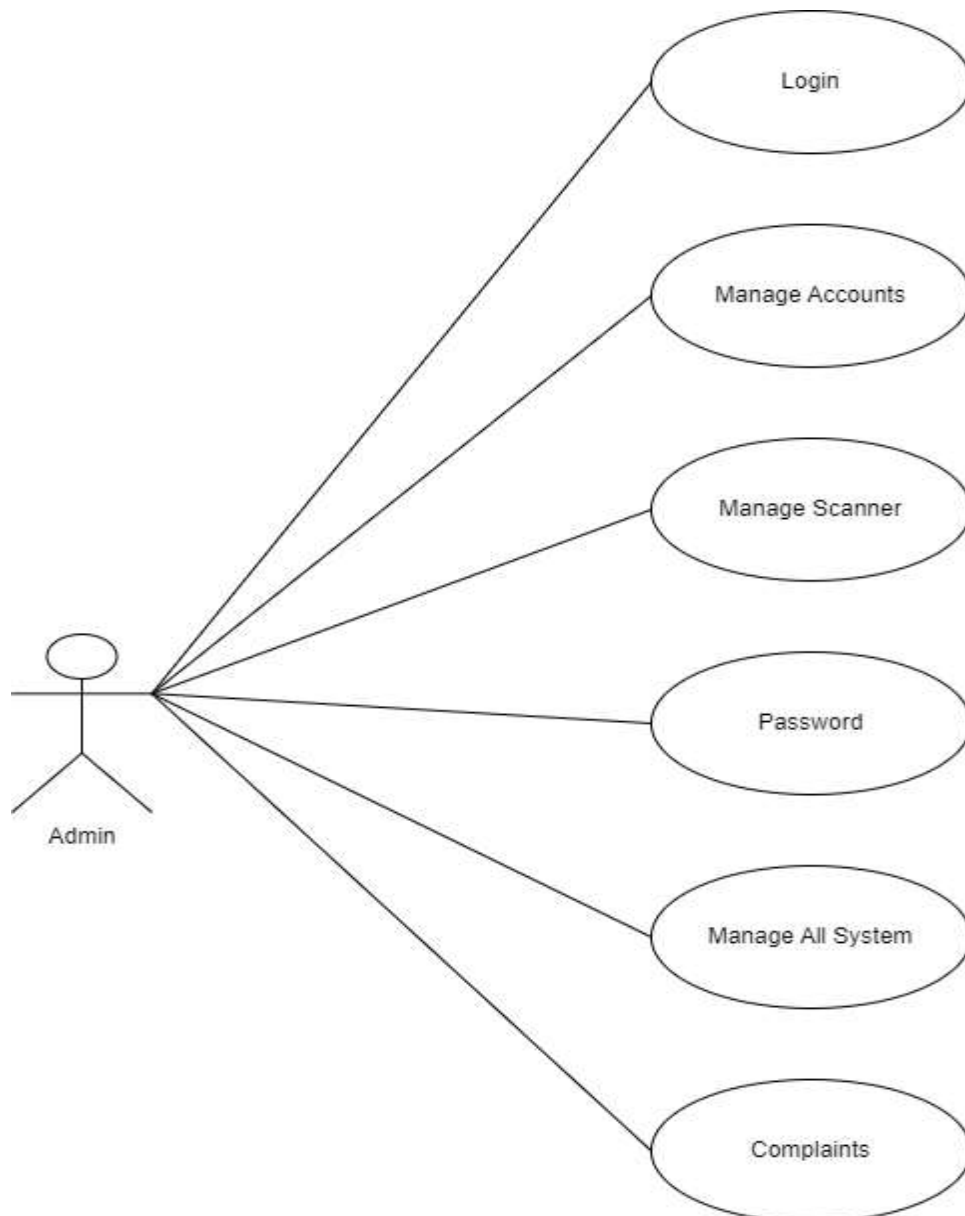 Login
Manage Accounts
Manage Scanner
Password
Admin
Manage All System
Complaints